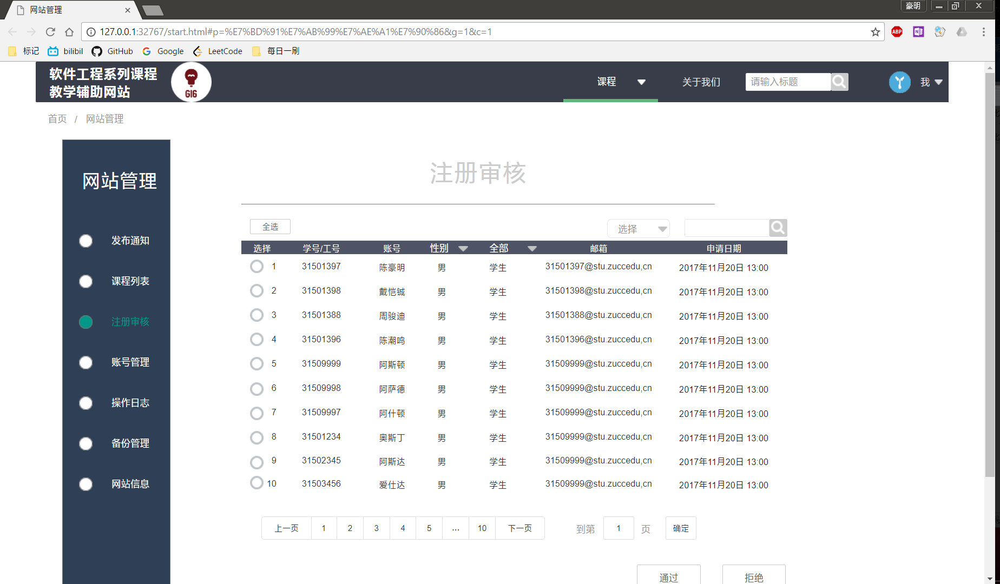 网站管理
豪明
127.0.0.1:32767/start.html#p=%E7%BD%91%E7%AB%99%E7%AE%A1%E7%90%86&g=1&c=1
ABP
N
标记 bilibil GitHub Google LeetCode 每日一刷
软件工程系列课程
教学辅助网站
G16
课程 关于我们 请输入标题 我
首页 / 网站管理
网站管理
发布通知
课程列表
注册审核
账号管理
操作日志
备份管理
网站信息
注册审核
全选 选择
选择 学号/工号 账号 性别 全部 邮箱 申请日期
1 31501397 陈豪明 男 学生 31501397@stu.zuccedu,cn 2017年11月20日 13:00
2 31501398 戴恺铖 男 学生 31501398@stu.zuccedu,cn 2017年11月20日 13:00
3 31501388 周骏迪 男 学生 31501388@stu.zuccedu,cn 2017年11月20日 13:00
4 31501396 陈潮鸣 男 学生 31501396@stu.zuccedu,cn 2017年11月20日 13:00
5 31509999 阿斯顿 男 学生 31509999@stu.zuccedu,cn 2017年11月20日 13:00
6 31509998 阿萨德 男 学生 31509999@stu.zuccedu,cn 2017年11月20日 13:00
7 31509997 阿什顿 男 学生 31509999@stu.zuccedu,cn 2017年11月20日 13:00
8 31501234 奥斯丁 男 学生 31509999@stu.zuccedu,cn 2017年11月20日 13:00
9 31502345 阿斯达 男 学生 31509999@stu.zuccedu,cn 2017年11月20日 13:00
10 31503456 爱仕达 男 学生 31509999@stu.zuccedu,cn 2017年11月20日 13:00
上一页 1 2 3 4 5 ... 10 下一页 到第 1 页 确定
通过 拒绝